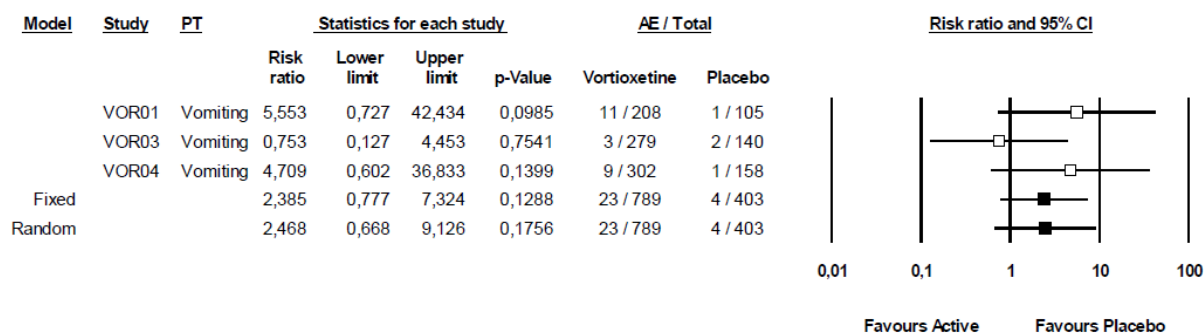 Model Study PT Statistics for each study AE / Total Risk ratio and 95% CI
Risk ratio Lower limit Upper limit p-Value Vortioxetine Placebo
VOR01 Vomiting 5,553 0,727 42,434 0,0985 11 / 208 1 / 105
VOR03 Vomiting 0,753 0,127 4,453 0,7541 3 / 279 2 / 140
VOR04 Vomiting 4,709 0,602 36,833 0,1399 9 / 302 1 / 158
Fixed 2,385 0,777 7,324 0,1288 23 / 789 4 / 403
Random 2,468 0,668 9,126 0,1756 23 / 789 4 / 403
0,01 0,1 1 10 100
Favours Active Favours Placebo